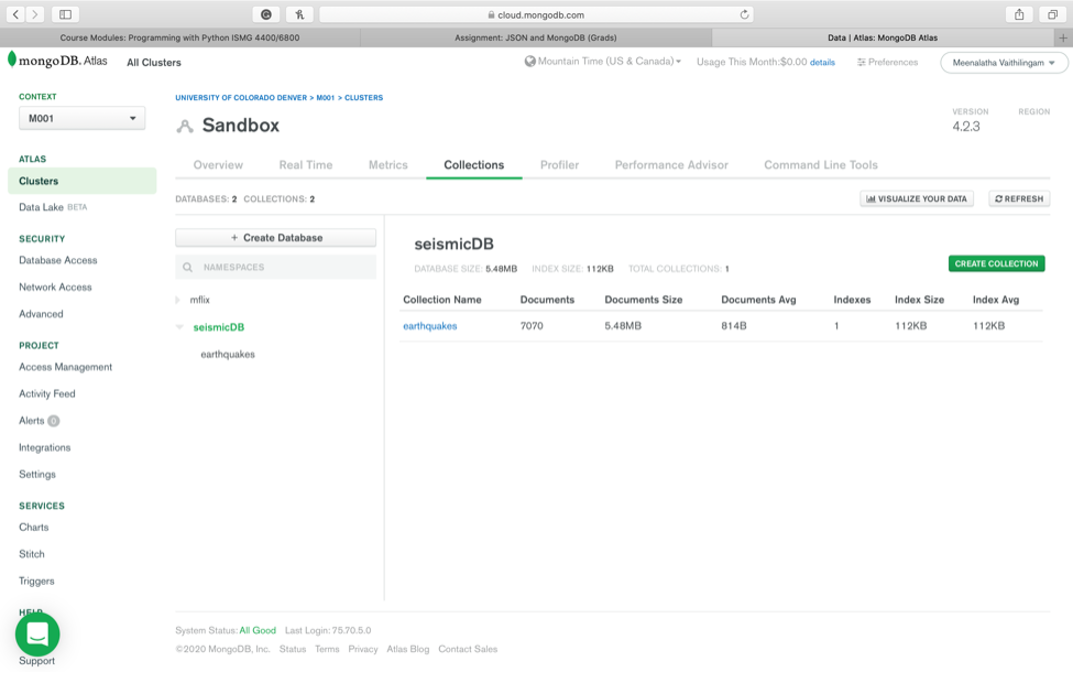 cloud.mongodb.com
Course Modules: Programming with Python ISMG 4400/6800
Assignment: JSON and MongoDB (Grads)
Data | Atlas: MongoDB Atlas
mongoDB. Atlas All Clusters
Mountain Time (US & Canada) Usage This Month:$0.00 details Preferences Meenalatha Vaithilingam
CONTEXT
M001
ATLAS
Clusters
Data Lake BETA
SECURITY
Database Access
Network Access
Advanced
PROJECT
Access Management
Activity Feed
Alerts 0
Integrations
Settings
SERVICES
Charts
Stitch
Triggers
HELP
Support
UNIVERSITY OF COLORADO DENVER > M001 > CLUSTERS
Sandbox
VERSION REGION
4.2.3
Overview Real Time Metrics Collections Profiler Performance Advisor Command Line Tools
DATABASES: 2 COLLECTIONS: 2
VISUALIZE YOUR DATA REFRESH
+ Create Database
NAMESPACES
mflix
seismicDB
earthquakes
seismicDB
DATABASE SIZE: 5.48MB INDEX SIZE: 112KB TOTAL COLLECTIONS: 1
CREATE COLLECTION
Collection Name Documents Documents Size Documents Avg Indexes Index Size Index Avg
earthquakes 7070 5.48MB 814B 1 112KB 112KB
System Status: All Good Last Login: 75.70.5.0
©2020 MongoDB, Inc. Status Terms Privacy Atlas Blog Contact Sales